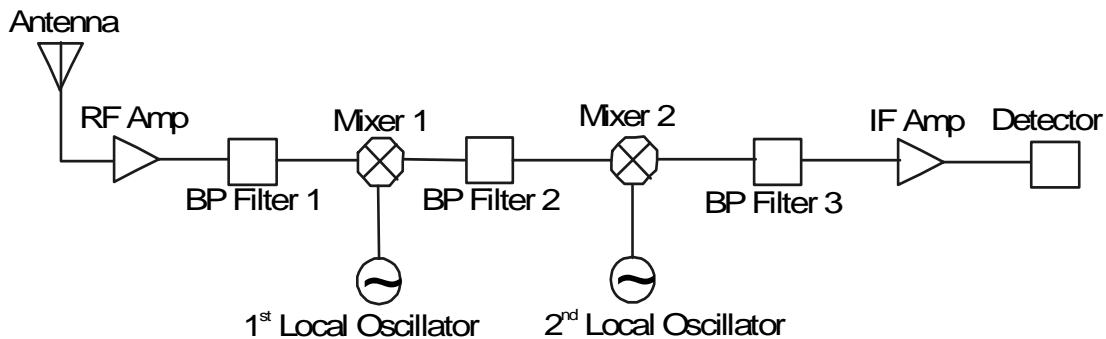 Antenna
RF Amp
BP Filter 1
Mixer 1
1st Local Oscillator
BP Filter 2
Mixer 2
2nd Local Oscillator
BP Filter 3
IF Amp
Detector